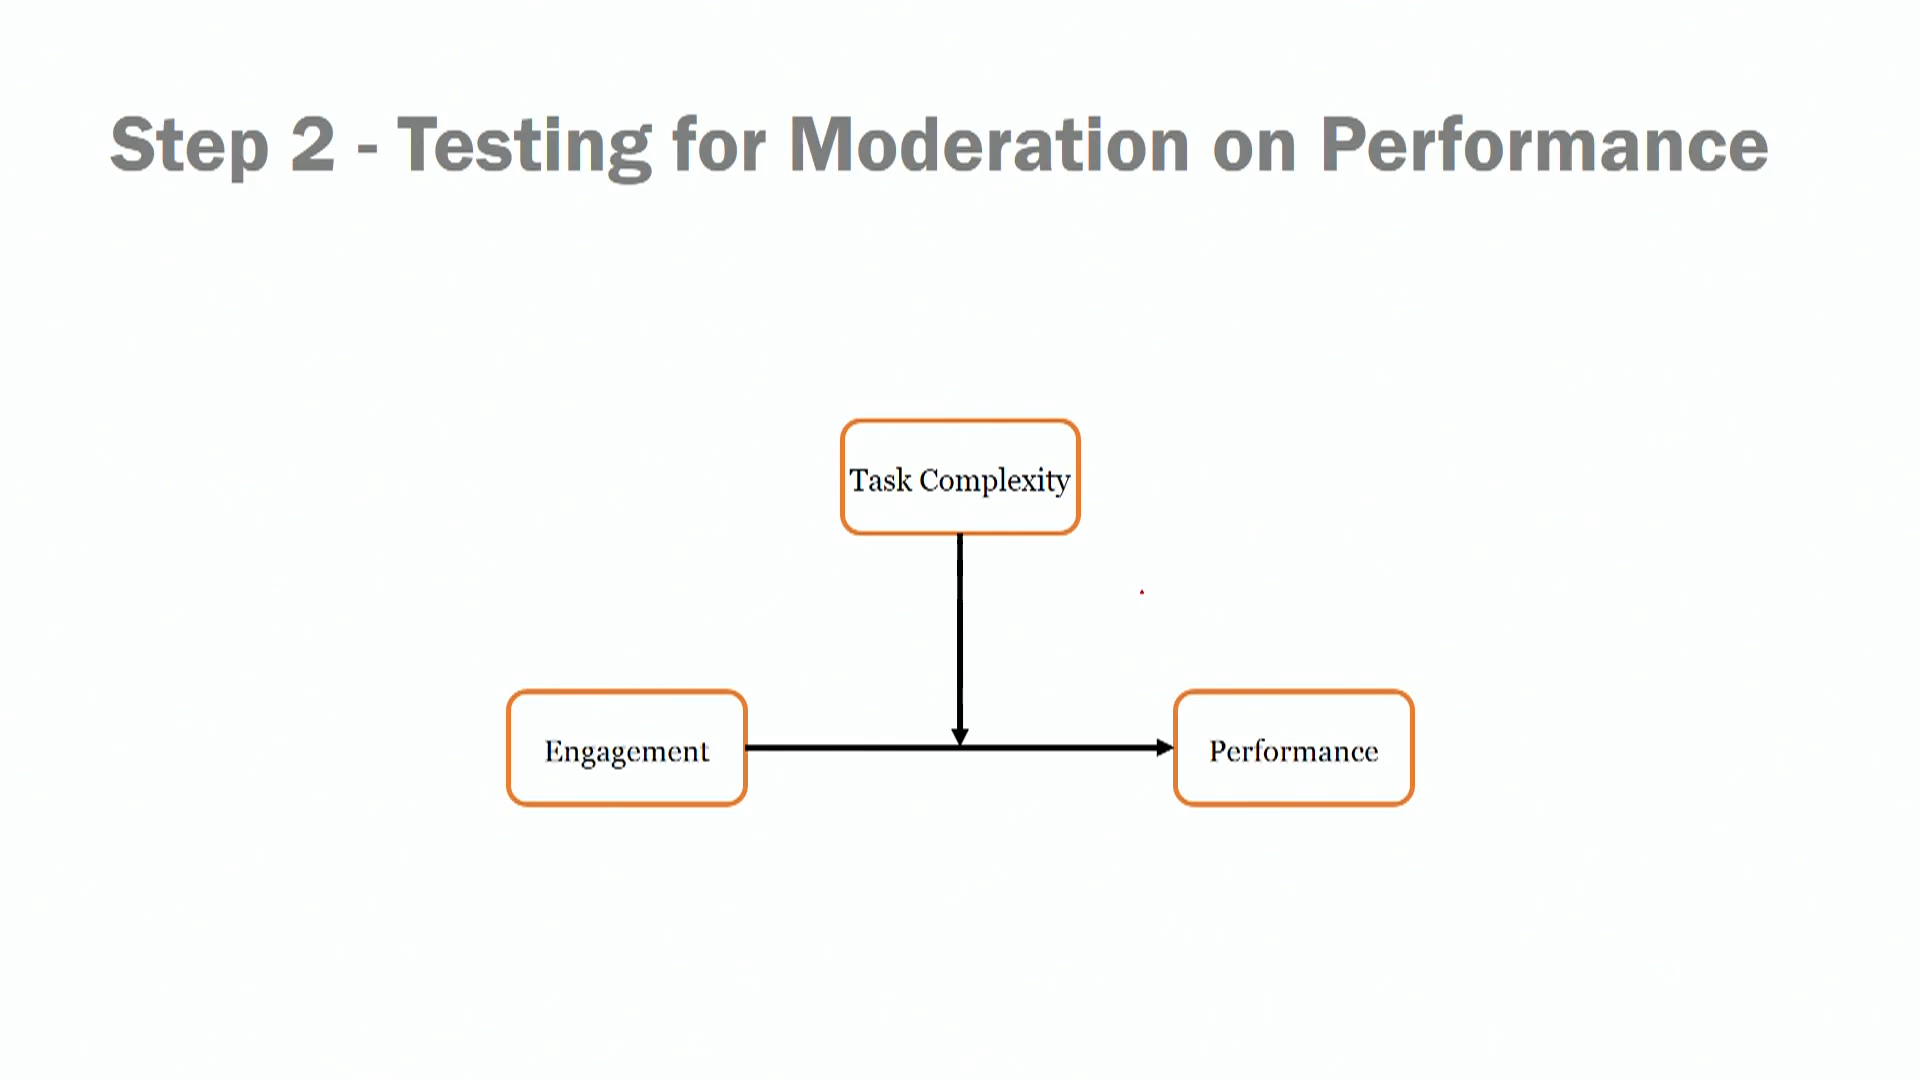 Step 2 - Testing for Moderation on Performance
Task Complexity
Engagement
Performance